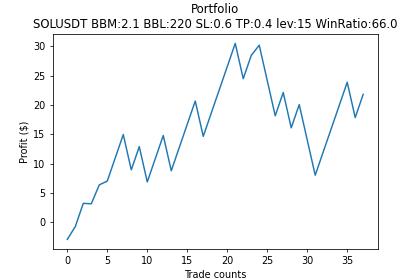 Portfolio
SOLUSDT BBM:2.1 BBL:220 SL:0.6 TP:0.4 lev:15 WinRatio:66.0
30
25
20
15
10
5
0
Profit ($)
0 5 10 15 20 25 30 35
Trade counts